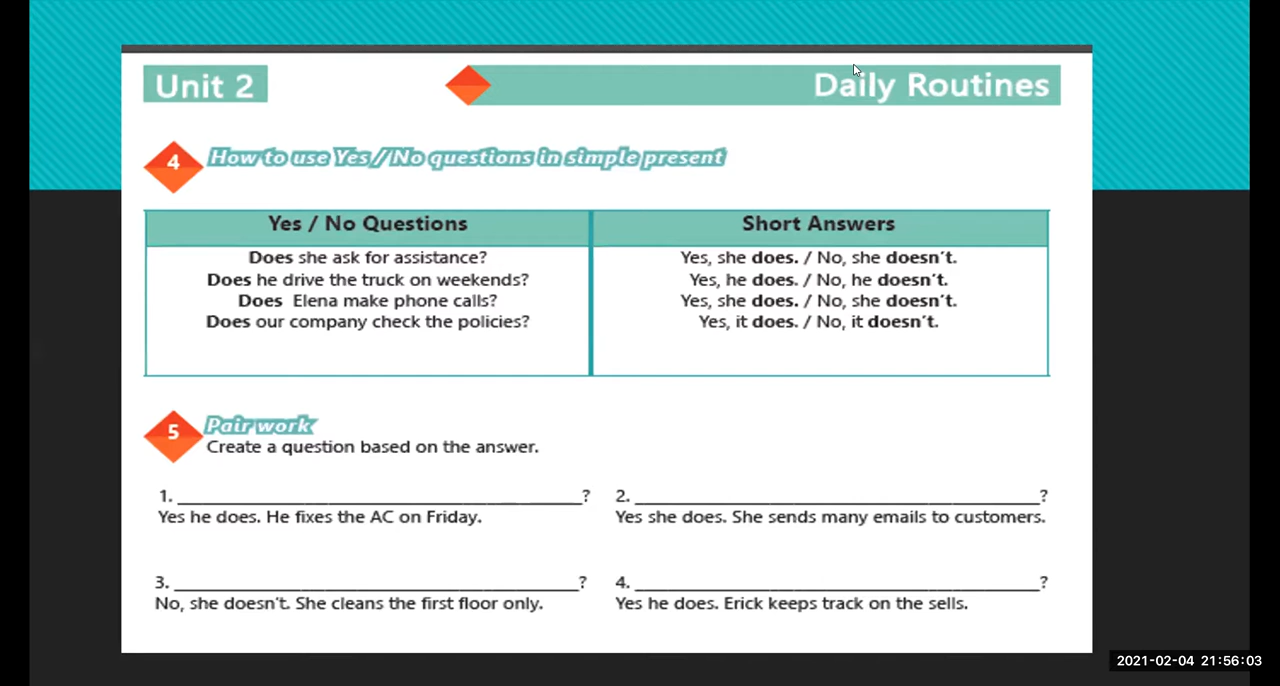 Unit 2
Daily Routines
4 How to use Yes / No questions in simple present
Yes / No Questions
Short Answers
Does she ask for assistance?
Yes, she does. / No, she doesn't.
Does he drive the truck on weekends?
Yes, he does. / No, he doesn't.
Does Elena make phone calls?
Yes, she does. / No, she doesn't.
Does our company check the policies?
Yes, it does. / No, it doesn't.
5 Pair work
Create a question based on the answer.
1. ______________________________________?
Yes he does. He fixes the AC on Friday.
2. ______________________________________?
Yes she does. She sends many emails to customers.
3. ______________________________________?
No, she doesn't. She cleans the first floor only.
4. ______________________________________?
Yes he does. Erick keeps track on the sells.
2021-02-04 21:56:03